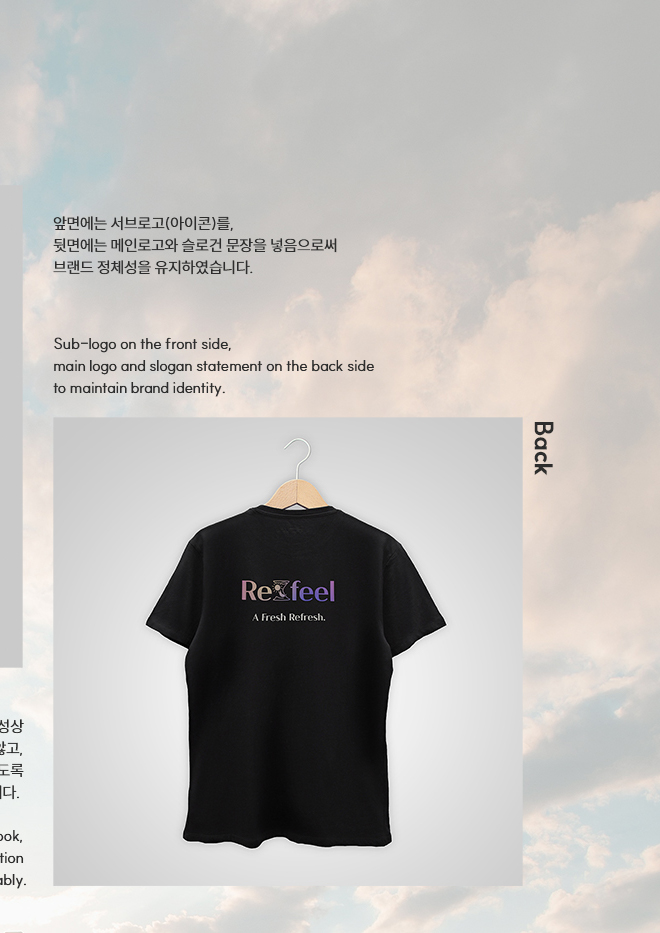 앞면에는 서브로고(아이콘)를,
뒷면에는 메인로고와 슬로건 문장을 넣음으로써
브랜드 정체성을 유지하였습니다.
Sub-logo on the front side,
main logo and slogan statement on the back side
to maintain brand identity.
Back
Re feel
A Fresh Refresh.
성상
않고,
도록
다.
ook,
tion
ably.